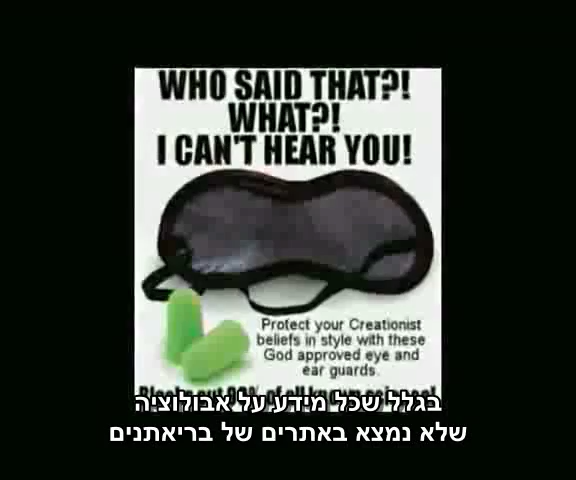 WHO SAID THAT?!
WHAT?!
I CAN'T HEAR YOU!
Protect your Creationist
beliefs in style with these
God approved eye and
ear guards.
בגלל שכל מידע על אבולוציה
שלא נמצא באתרים של בריאתנים